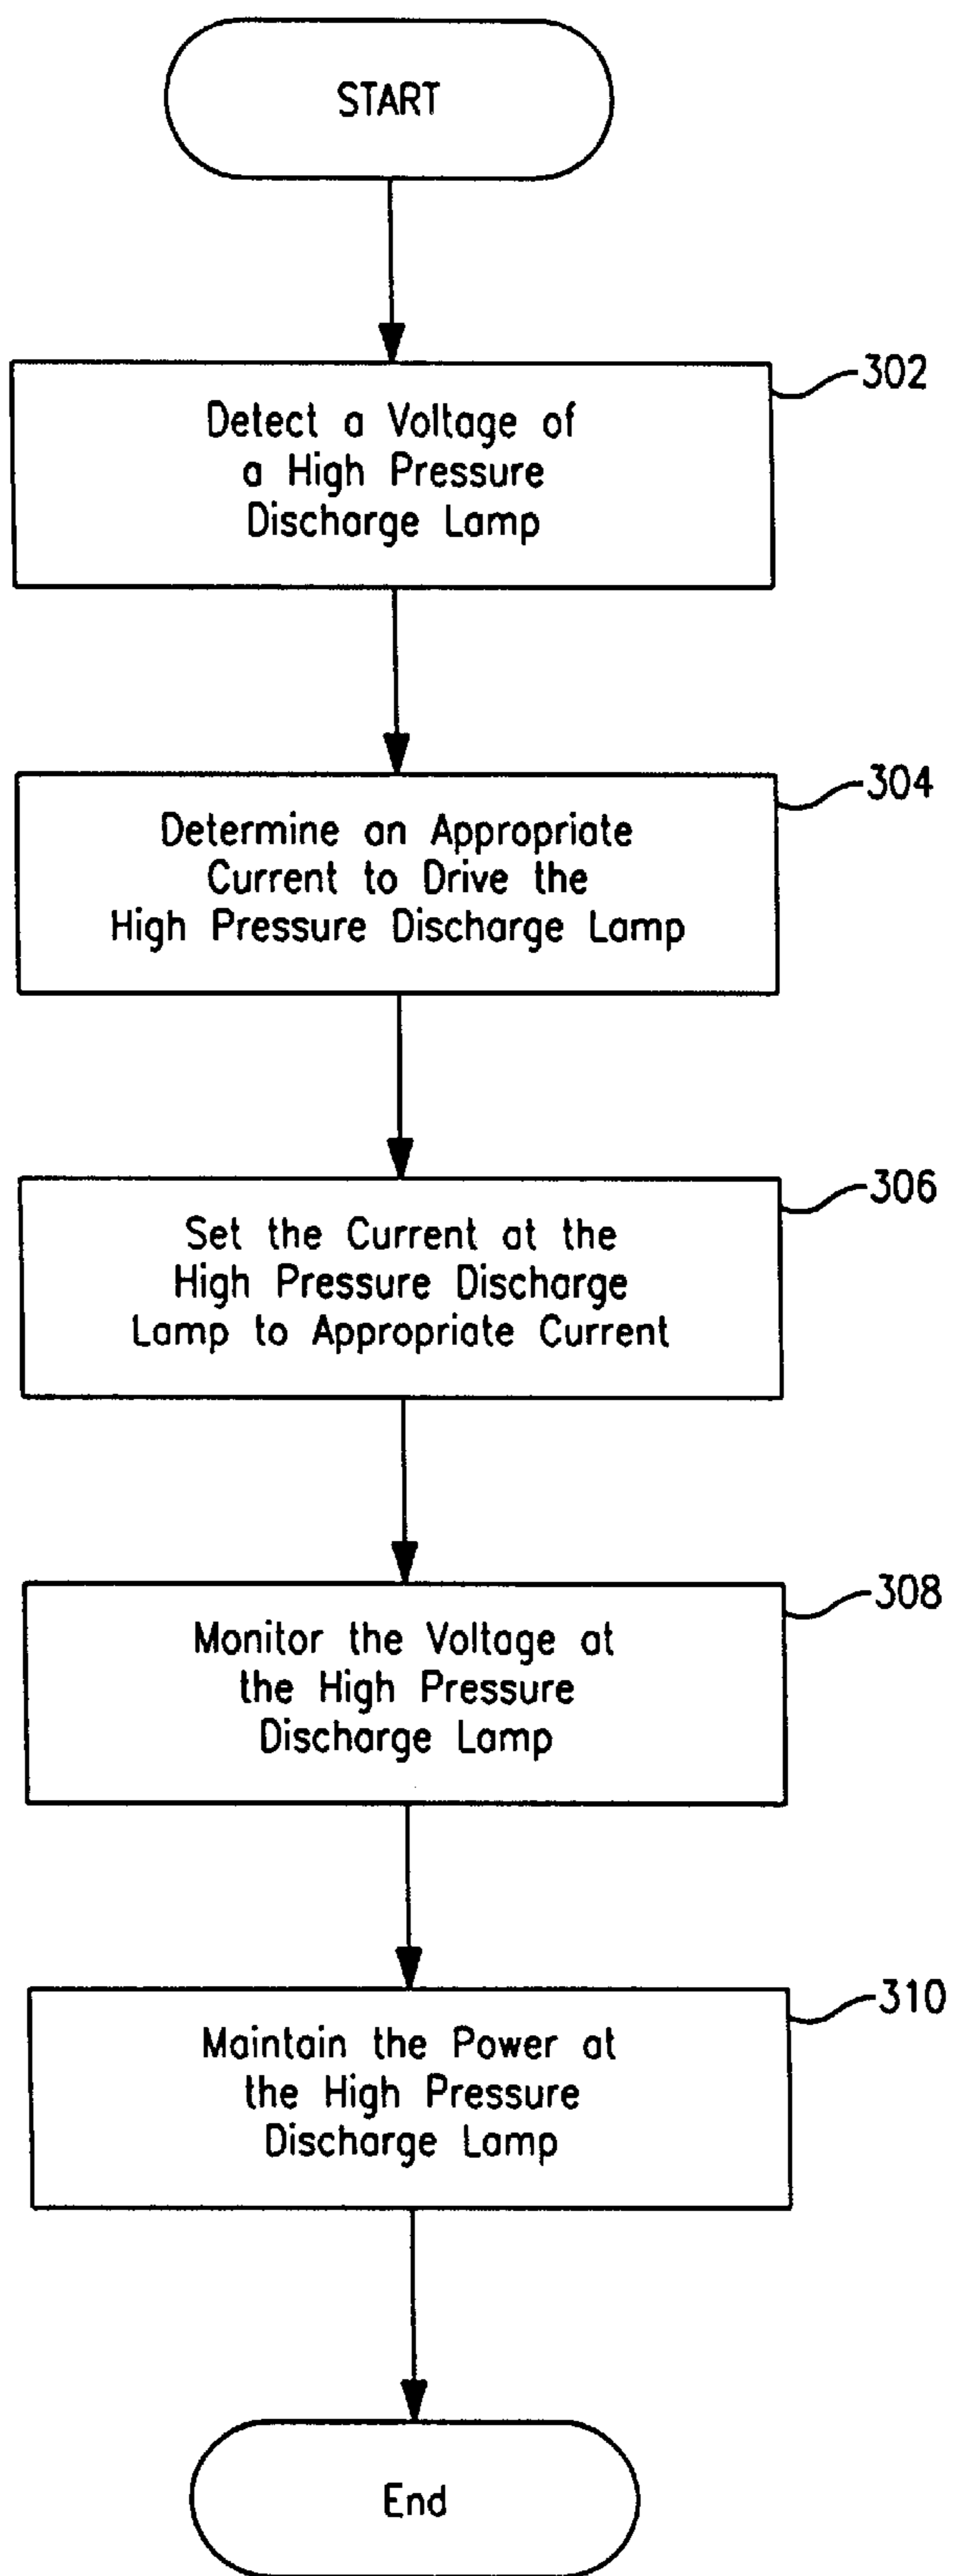 START
302
Detect a Voltage of
a High Pressure
Discharge Lamp
304
Determine an Appropriate
Current to Drive the
High Pressure Discharge Lamp
306
Set the Current at the
High Pressure Discharge
Lamp to Appropriate Current
308
Monitor the Voltage at
the High Pressure
Discharge Lamp
310
Maintain the Power at
the High Pressure
Discharge Lamp
End